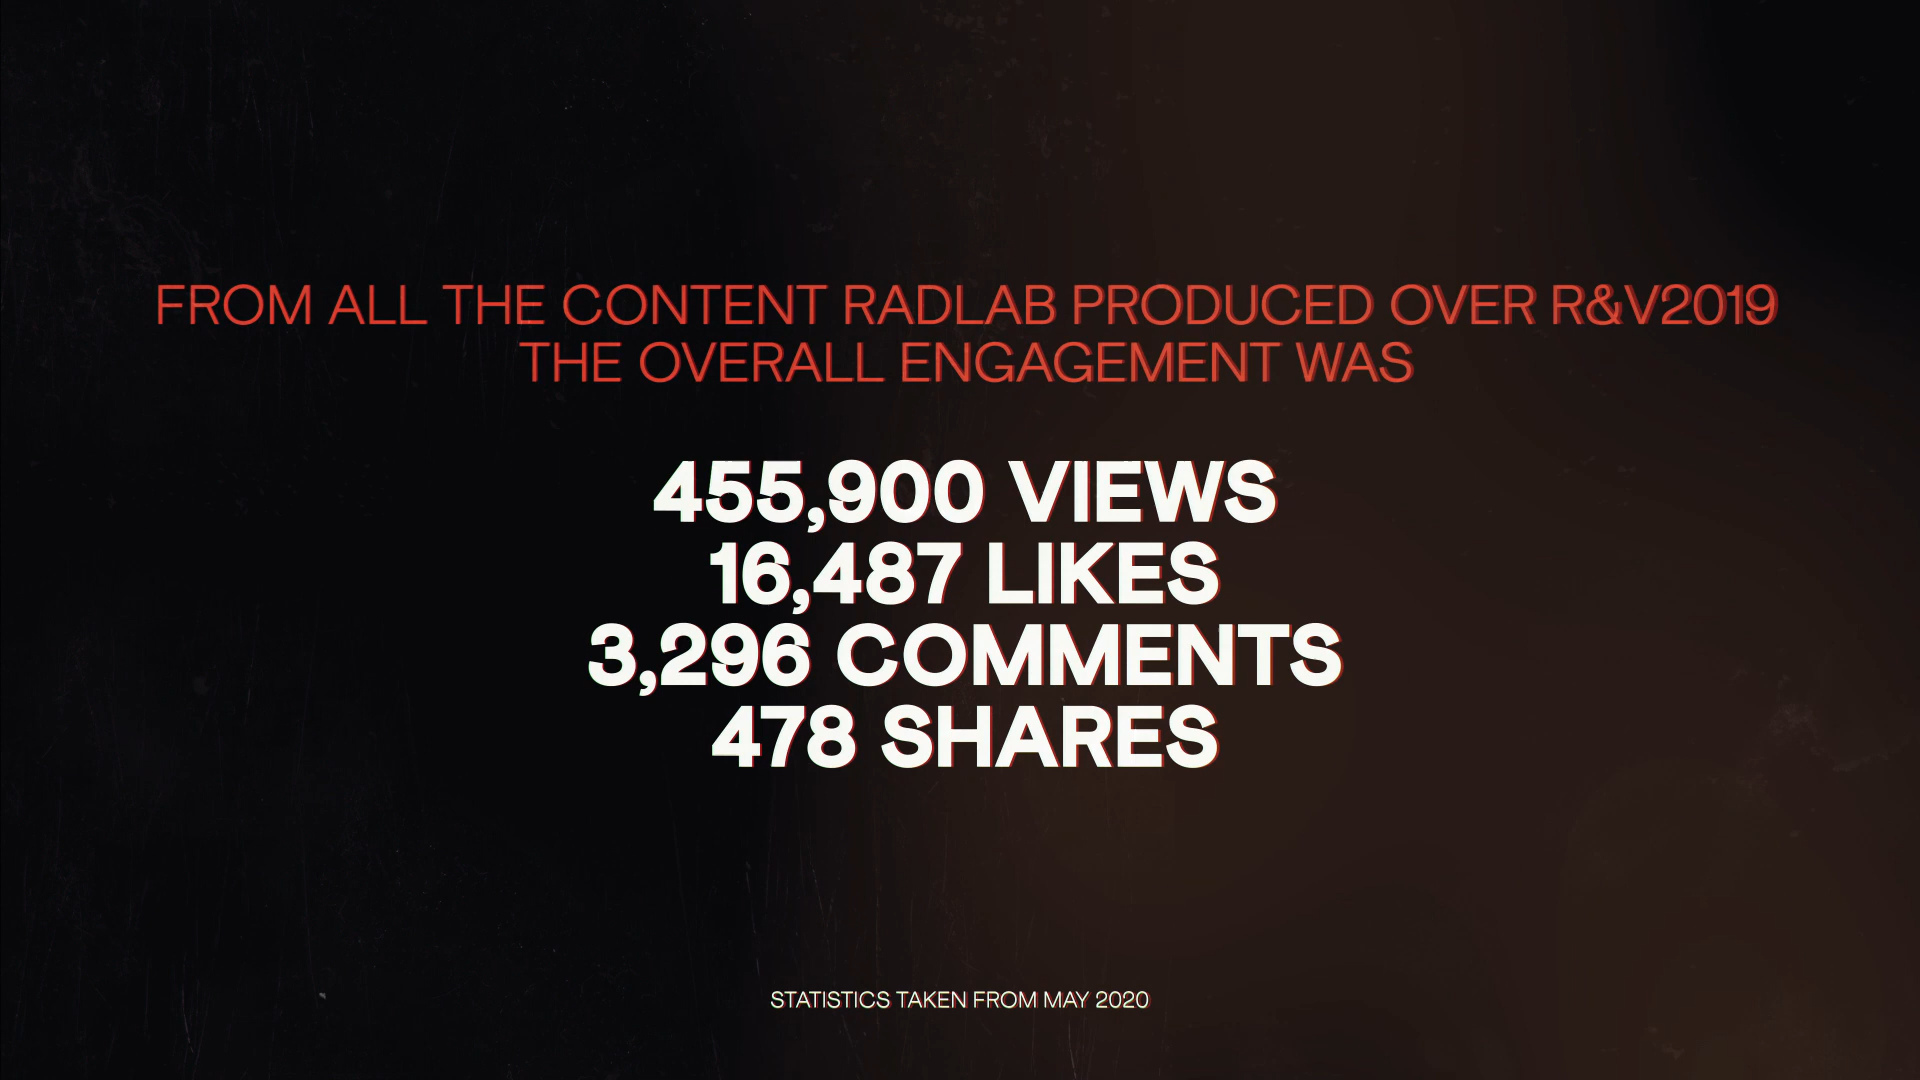 FROM ALL THE CONTENT RADLAB PRODUCED OVER R&V2019
THE OVERALL ENGAGEMENT WAS
455,900 VIEWS
16,487 LIKES
3,296 COMMENTS
478 SHARES
STATISTICS TAKEN FROM MAY 2020